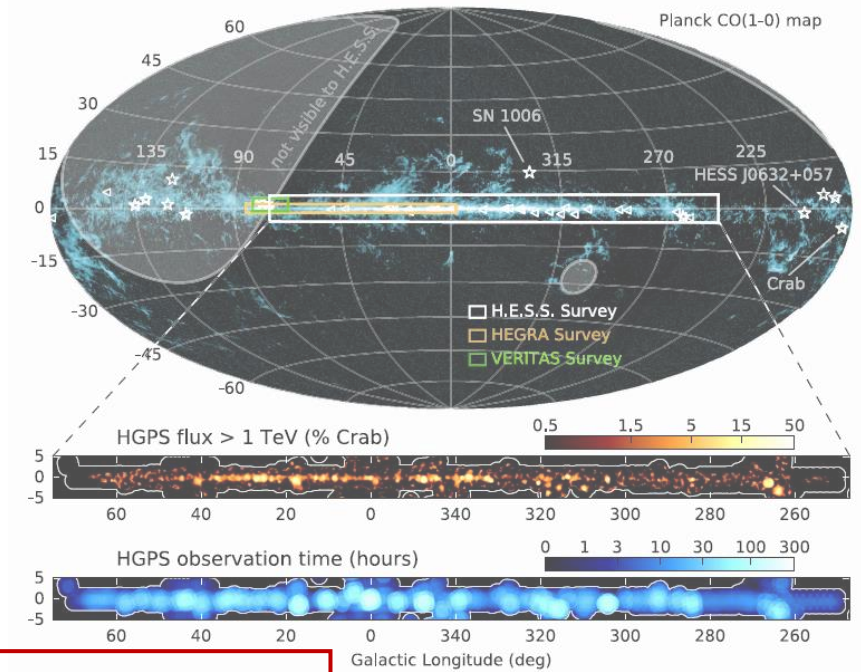 Planck CO(1-0) map
60
45
30
15
0
-15
-30
-45
-60
135
90
45
0
315
270
225
not visible to H.E.S.S.
SN 1006
HESS J0632+057
Crab
H.E.S.S. Survey
HEGRA Survey
VERITAS Survey
HGPS flux > 1 TeV (% Crab)
0.5 1.5 5 15 50
5
0
-5
60 40 20 0 340 320 300 280 260
HGPS observation time (hours)
0 1 3 10 30 100 300
5
0
-5
60 40 20 0 340 320 300 280 260
Galactic Longitude (deg)